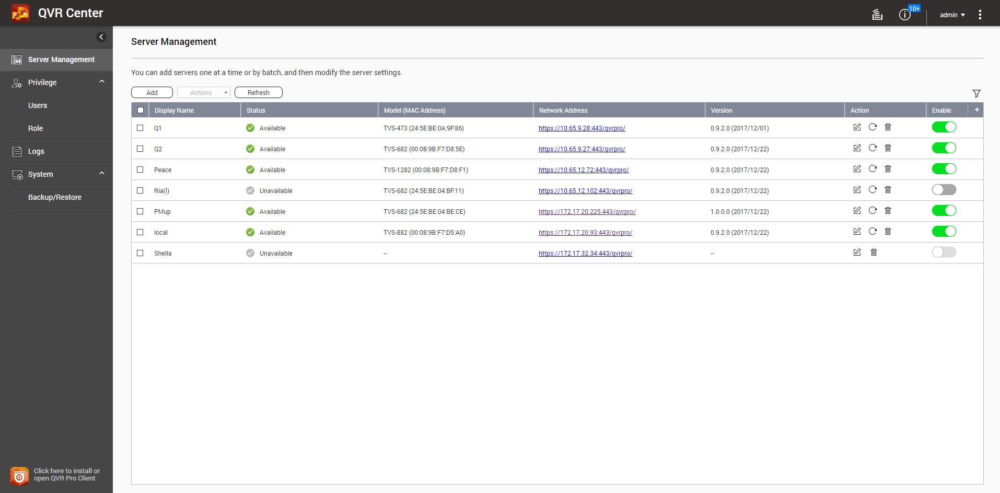 QVR Center
10+
admin
Server Management
Privilege
Users
Role
Logs
System
Backup/Restore
Click here to install or
open QVR Pro Client
Server Management
You can add servers one at a time or by batch, and then modify the server settings.
Add Actions Refresh
Display Name Status Model (MAC Address) Network Address Version Action Enable +
Q1 Available TVS-473 (24:5E:BE:0A:9F:86) https://10.65.9.28:443/qvrpro/ 0.9.2.0 (2017/12/01)
Q2 Available TVS-682 (00:08:9B:F7:D8:5E) https://10.65.9.27:443/qvrpro/ 0.9.2.0 (2017/12/22)
Peace Available TVS-1282 (00:08:9B:F7:D8:F1) https://10.65.12.72:443/qvrpro/ 0.9.2.0 (2017/12/22)
Ria(I) Unavailable TVS-682 (24:5E:BE:04:BF:11) https://10.65.12.102:443/qvrpro/ 0.9.2.0 (2017/12/22)
PMup Available TVS-682 (24:5E:BE:04:BE:CE) https://172.17.20.225:443/qvrpro/ 1.0.0.0 (2017/12/22)
local Available TVS-882 (00:08:9B:F7:D5:A0) https://172.17.20.93:443/qvrpro/ 0.9.2.0 (2017/12/22)
Shella Unavailable -- https://172.17.32.34:443/qvrpro/ --